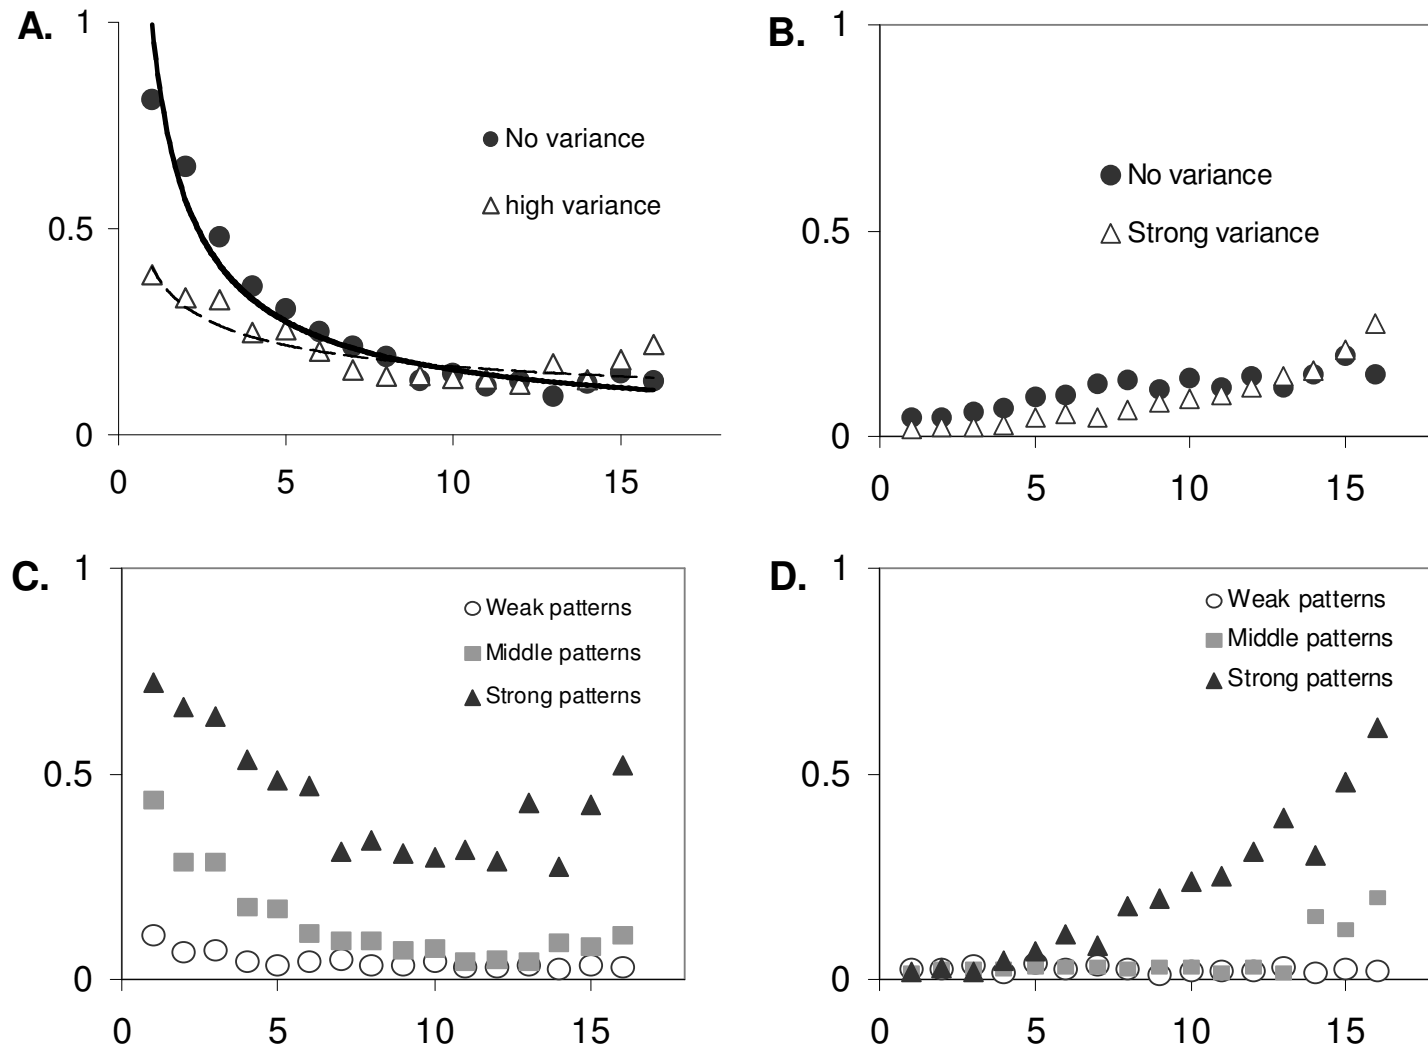 A.
1
0.5
0
0 5 10 15
No variance
high variance
B.
1
0.5
0
0 5 10 15
No variance
Strong variance
C.
1
0.5
0
0 5 10 15
Weak patterns
Middle patterns
Strong patterns
D.
1
0.5
0
0 5 10 15
Weak patterns
Middle patterns
Strong patterns